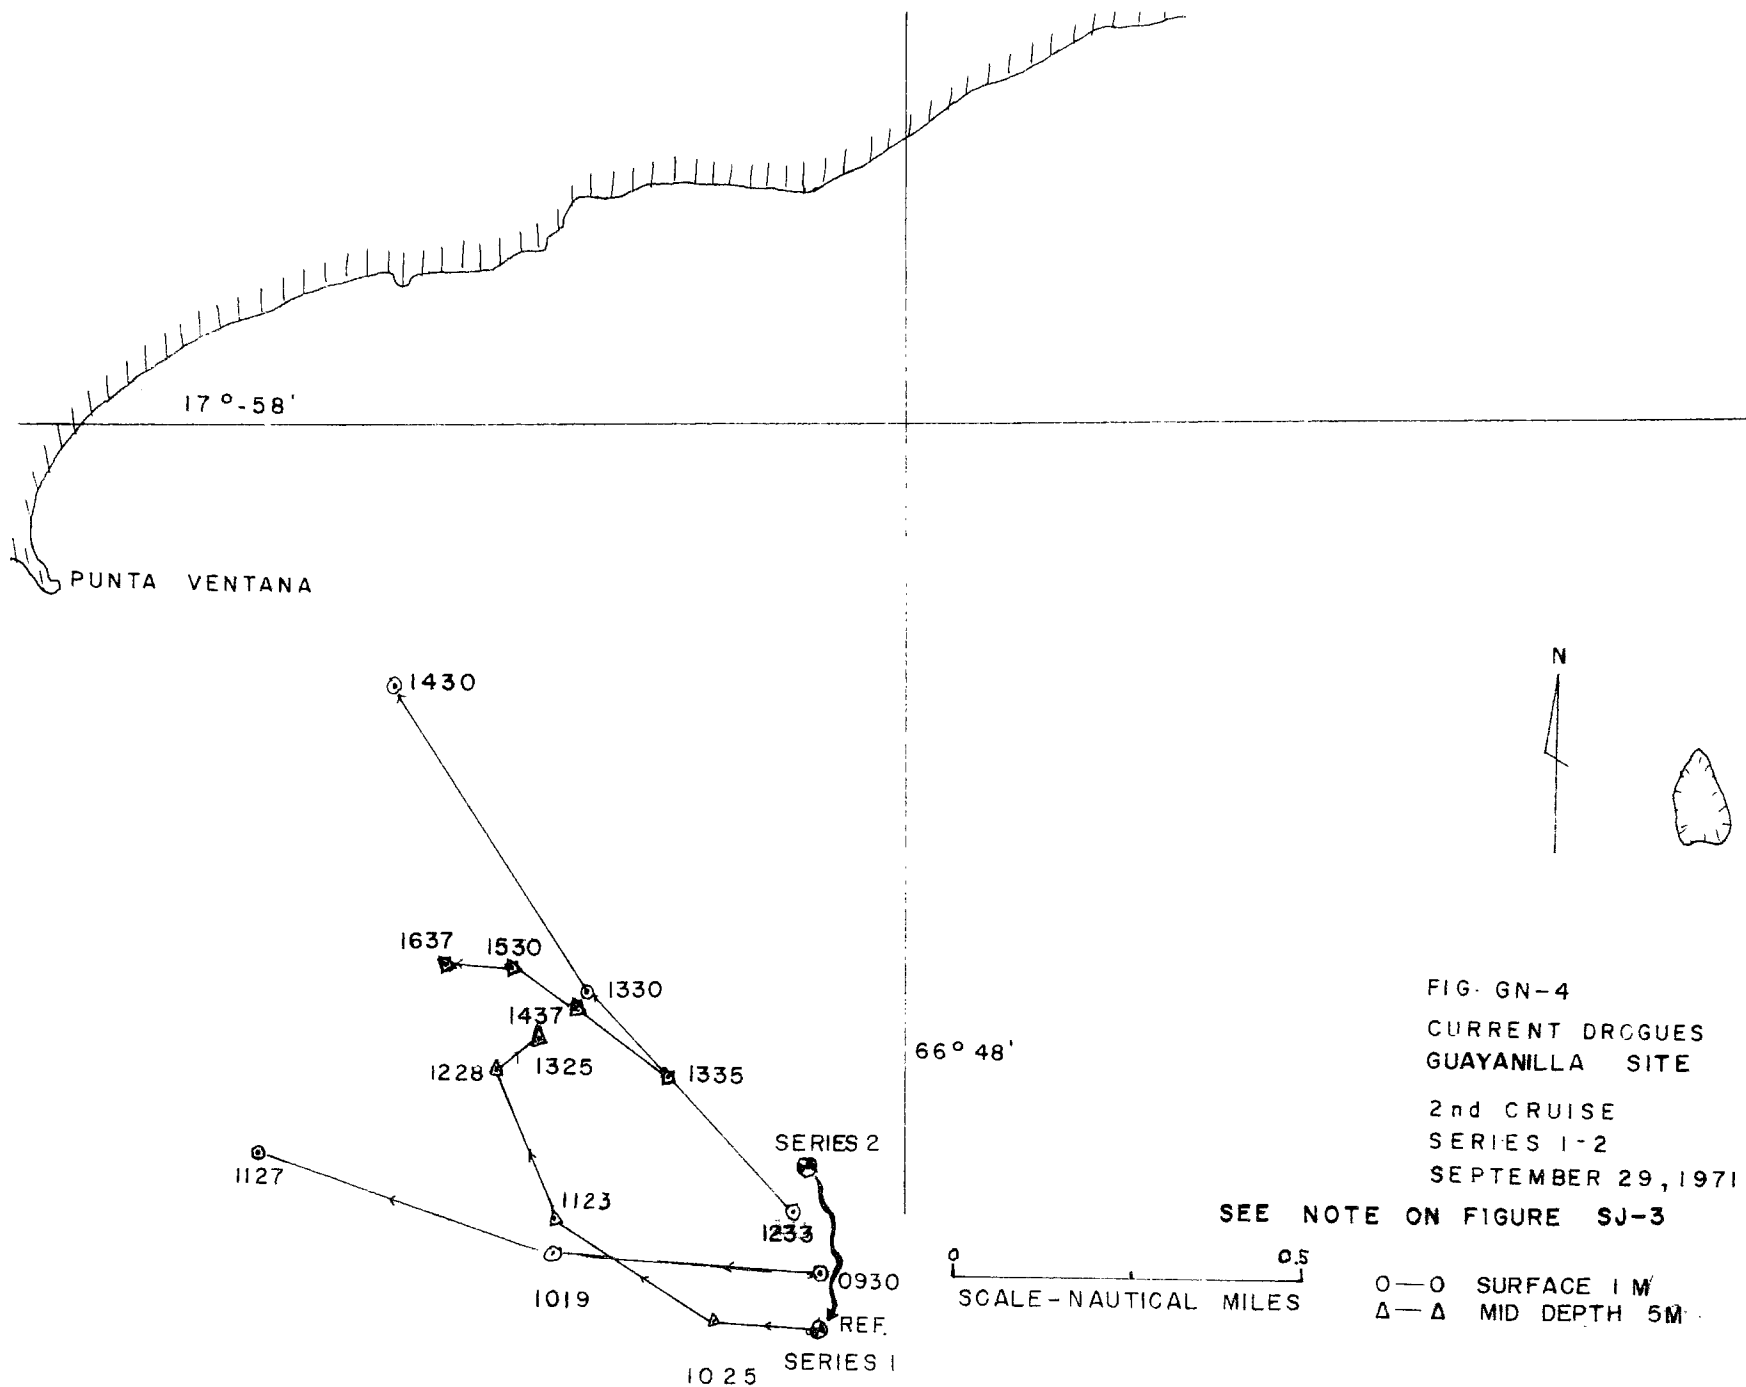 17°-58'
PUNTA VENTANA
N
1430
1637
1530
1330
1437
1325
1228
1335
66° 48'
SERIES 2
1127
1123
1233
0930
1019
REF.
SERIES 1
1025
FIG. GN-4
CURRENT DROGUES
GUAYANILLA SITE
2nd CRUISE
SERIES 1-2
SEPTEMBER 29, 1971
SEE NOTE ON FIGURE SJ-3
0 0.5
SCALE-NAUTICAL MILES
O—O SURFACE 1 M
Δ—Δ MID DEPTH 5M